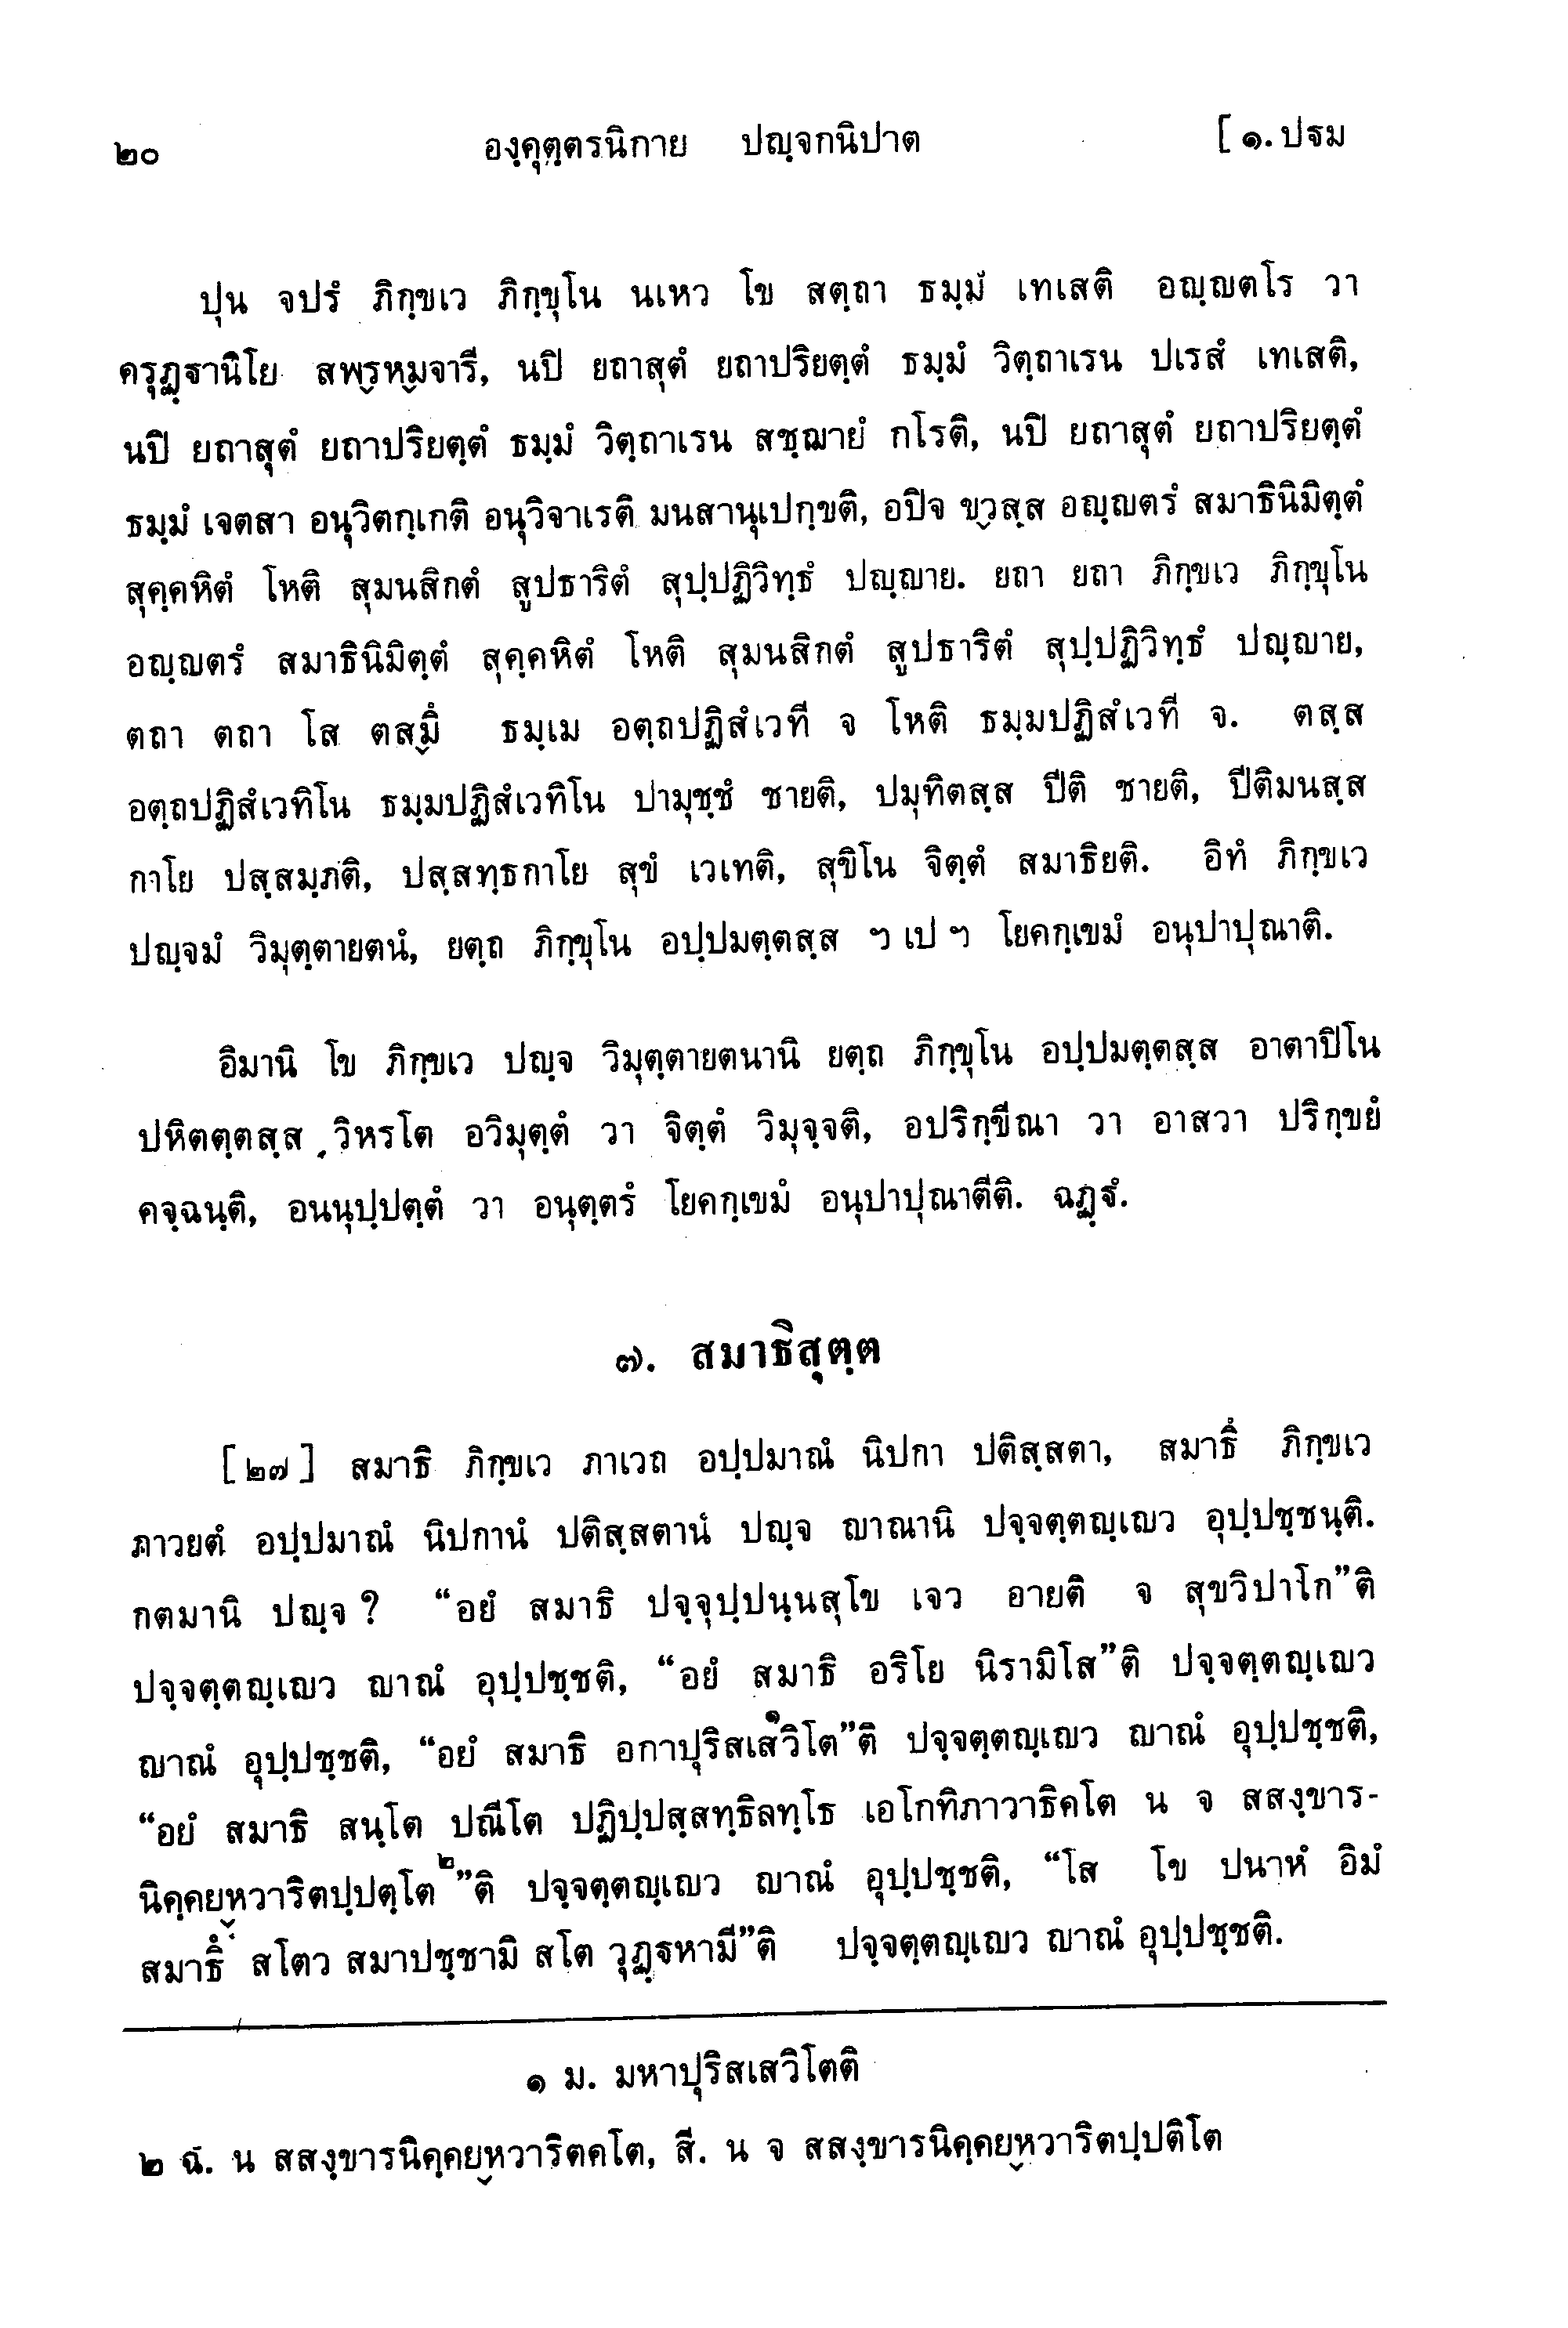 ๒๐ องฺคุตฺตรนิกาย ปญฺจกนิปาต [ ๑. ปฐม
ปุน จปรํ ภิกฺขเว ภิกฺขุโน นเหว โข สตฺถา ธมฺมํ เทเสติ อญฺญตโร วา
ครุฏฺฐานิโย สพฺรหฺมจารี, นปิ ยถาสุตํ ยถาปริยตฺตํ ธมฺมํ วิตฺถาเรน ปเรสํ เทเสติ,
นปิ ยถาสุตํ ยถาปริยตฺตํ ธมฺมํ วิตฺถาเรน สชฺฌายํ กโรติ, นปิ ยถาสุตํ ยถาปริยตฺตํ
ธมฺมํ เจตสา อนุวิตกฺเกติ อนุวิจาเรติ มนสานุเปกฺขติ, อปิจ ขฺวสฺส อญฺญตรํ สมาธินิมิตฺตํ
สุคฺคหิตํ โหติ สุมนสิกตํ สูปธาริตํ สุปฺปฏิวิทฺธํ ปญฺญาย. ยถา ยถา ภิกฺขเว ภิกฺขุโน
อญฺญตรํ สมาธินิมิตฺตํ สุคฺคหิตํ โหติ สุมนสิกตํ สูปธาริตํ สุปฺปฏิวิทฺธํ ปญฺญาย,
ตถา ตถา โส ตสฺมึ ธมฺเม อตฺถปฏิสํเวที จ โหติ ธมฺมปฏิสํเวที จ. ตสฺส
อตฺถปฏิสํเวทิโน ธมฺมปฏิสํเวทิโน ปามุชฺชํ ชายติ, ปมุทิตสฺส ปีติ ชายติ, ปีติมนสฺส
กาโย ปสฺสมฺภติ, ปสฺสทฺธกาโย สุขํ เวเทติ, สุขิโน จิตฺตํ สมาธิยติ. อิทํ ภิกฺขเว
ปญฺจมํ วิมุตฺตายตนํ, ยตฺถ ภิกฺขุโน อปฺปมตฺตสฺส ฯ เป ฯ โยคกฺเขมํ อนุปาปุณาติ.
อิมานิ โข ภิกฺขเว ปญฺจ วิมุตฺตายตนานิ ยตฺถ ภิกฺขุโน อปฺปมตฺตสฺส อาตาปิโน
ปหิตตฺตสฺส วิหรโต อวิมุตฺตํ วา จิตฺตํ วิมุจฺจติ, อปริกฺขีณา วา อาสวา ปริกฺขยํ
คจฺฉนฺติ, อนนุปฺปตฺตํ วา อนุตฺตรํ โยคกฺเขมํ อนุปาปุณาตีติ. ฉฏฺฐํ.
๗. สมาธิสุตฺต
[ ๒๗ ] สมาธิ ภิกฺขเว ภาเวถ อปฺปมาณํ นิปกา ปติสฺสตา, สมาธึ ภิกฺขเว
ภาวยตํ อปฺปมาณํ นิปกานํ ปติสฺสตานํ ปญฺจ ญาณานิ ปจฺจตฺตญฺเญว อุปฺปชฺชนฺติ.
กตมานิ ปญฺจ ? “อยํ สมาธิ ปจฺจุปฺปนฺนสุโข เจว อายติ จ สุขวิปาโก”ติ
ปจฺจตฺตญฺเญว ญาณํ อุปฺปชฺชติ, “อยํ สมาธิ อริโย นิรามิโส”ติ ปจฺจตฺตญฺเญว
ญาณํ อุปฺปชฺชติ, “อยํ สมาธิ อกาปุริสเสวิโต๑”ติ ปจฺจตฺตญฺเญว ญาณํ อุปฺปชฺชติ,
“อยํ สมาธิ สนฺโต ปณีโต ปฏิปฺปสฺสทฺธิลทฺโธ เอโกทิภาวาธิคโต น จ สสงฺขาร-
นิคฺคยฺหวาริตปฺปตฺโต๒”ติ ปจฺจตฺตญฺเญว ญาณํ อุปฺปชฺชติ, “โส โข ปนาหํ อิมํ
สมาธึ สโตว สมาปชฺชามิ สโต วุฏฺฐหามี”ติ ปจฺจตฺตญฺเญว ญาณํ อุปฺปชฺชติ.
๑ ม. มหาปุริสเสวิโตติ
๒ ฉ. น สสงฺขารนิคฺคยฺหวาริตคโต, สี. น จ สสงฺขารนิคฺคยฺหวาริตปฺปติโต